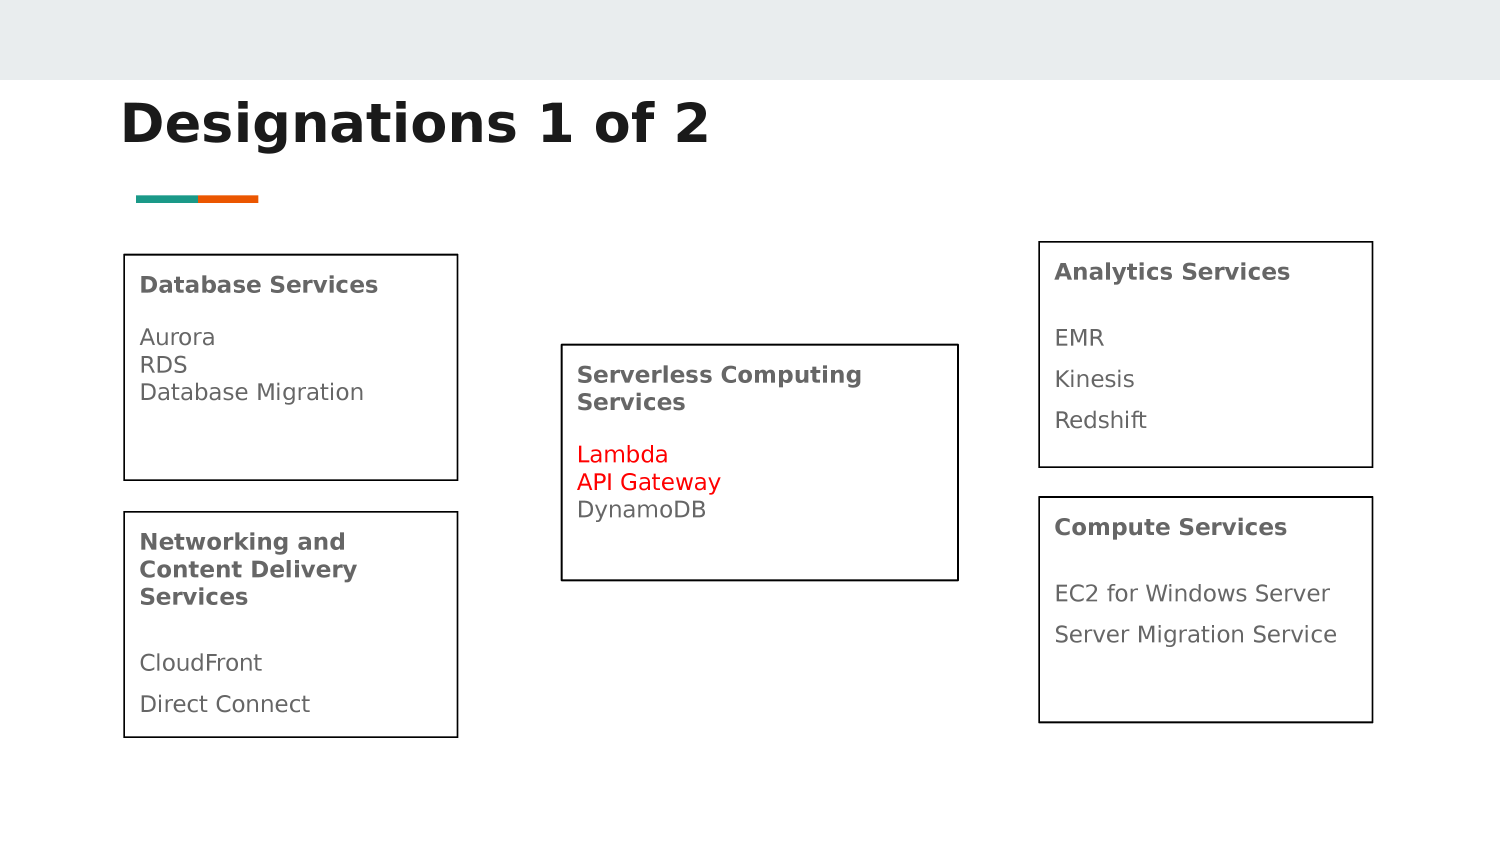 Designations 1 of 2
Database Services
Aurora
RDS
Database Migration
Networking and
Content Delivery
Services
CloudFront
Direct Connect
Serverless Computing
Services
Lambda
API Gateway
DynamoDB
Analytics Services
EMR
Kinesis
Redshift
Compute Services
EC2 for Windows Server
Server Migration Service